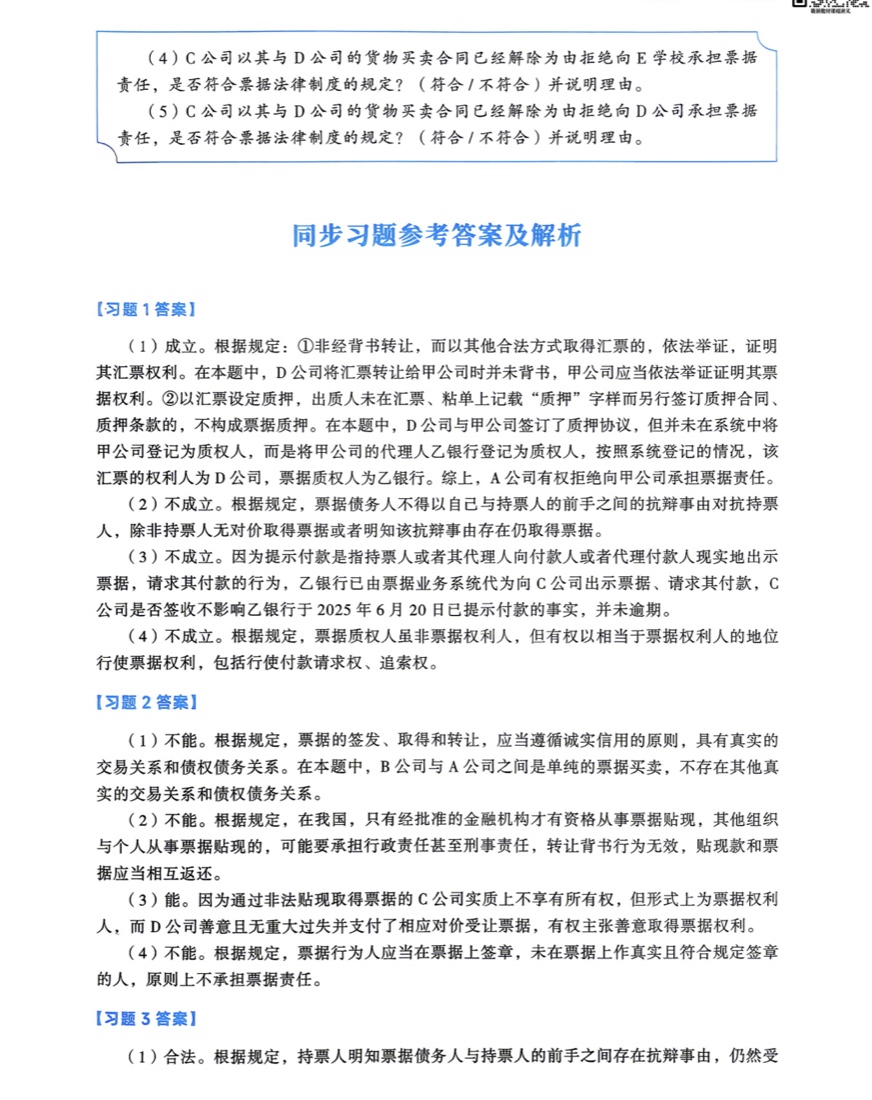 （4）C 公司以其与 D 公司的货物买卖合同已经解除为由拒绝向 E 学校承担票据
责任，是否符合票据法律制度的规定？（符合 / 不符合）并说明理由。
（5）C 公司以其与 D 公司的货物买卖合同已经解除为由拒绝向 D 公司承担票据
责任，是否符合票据法律制度的规定？（符合 / 不符合）并说明理由。
同步习题参考答案及解析
【习题 1 答案】
（1）成立。根据规定：①非经背书转让，而以其他合法方式取得汇票的，依法举证，证明
其汇票权利。在本题中，D 公司将汇票转让给甲公司时并未背书，甲公司应当依法举证证明其票
据权利。②以汇票设定质押，出质人未在汇票、粘单上记载“质押”字样而另行签订质押合同、
质押条款的，不构成票据质押。在本题中，D 公司与甲公司签订了质押协议，但并未在系统中将
甲公司登记为质权人，而是将甲公司的代理人乙银行登记为质权人，按照系统登记的情况，该
汇票的权利人为 D 公司，票据质权人为乙银行。综上，A 公司有权拒绝向甲公司承担票据责任。
（2）不成立。根据规定，票据债务人不得以自己与持票人的前手之间的抗辩事由对抗持票
人，除非持票人无对价取得票据或者明知该抗辩事由存在仍取得票据。
（3）不成立。因为提示付款是指持票人或者其代理人向付款人或者代理付款人现实地出示
票据，请求其付款的行为，乙银行已由票据业务系统代为向 C 公司出示票据、请求其付款，C
公司是否签收不影响乙银行于 2025 年 6 月 20 日已提示付款的事实，并未逾期。
（4）不成立。根据规定，票据质权人虽非票据权利人，但有权以相当于票据权利人的地位
行使票据权利，包括行使付款请求权、追索权。
【习题 2 答案】
（1）不能。根据规定，票据的签发、取得和转让，应当遵循诚实信用的原则，具有真实的
交易关系和债权债务关系。在本题中，B 公司与 A 公司之间是单纯的票据买卖，不存在其他真
实的交易关系和债权债务关系。
（2）不能。根据规定，在我国，只有经批准的金融机构才有资格从事票据贴现，其他组织
与个人从事票据贴现的，可能要承担行政责任甚至刑事责任，转让背书行为无效，贴现款和票
据应当相互返还。
（3）能。因为通过非法贴现取得票据的 C 公司实质上不享有所有权，但形式上为票据权利
人，而 D 公司善意且无重大过失并支付了相应对价受让票据，有权主张善意取得票据权利。
（4）不能。根据规定，票据行为人应当在票据上签章，未在票据上作真实且符合规定签章
的人，原则上不承担票据责任。
【习题 3 答案】
（1）合法。根据规定，持票人明知票据债务人与持票人的前手之间存在抗辩事由，仍然受